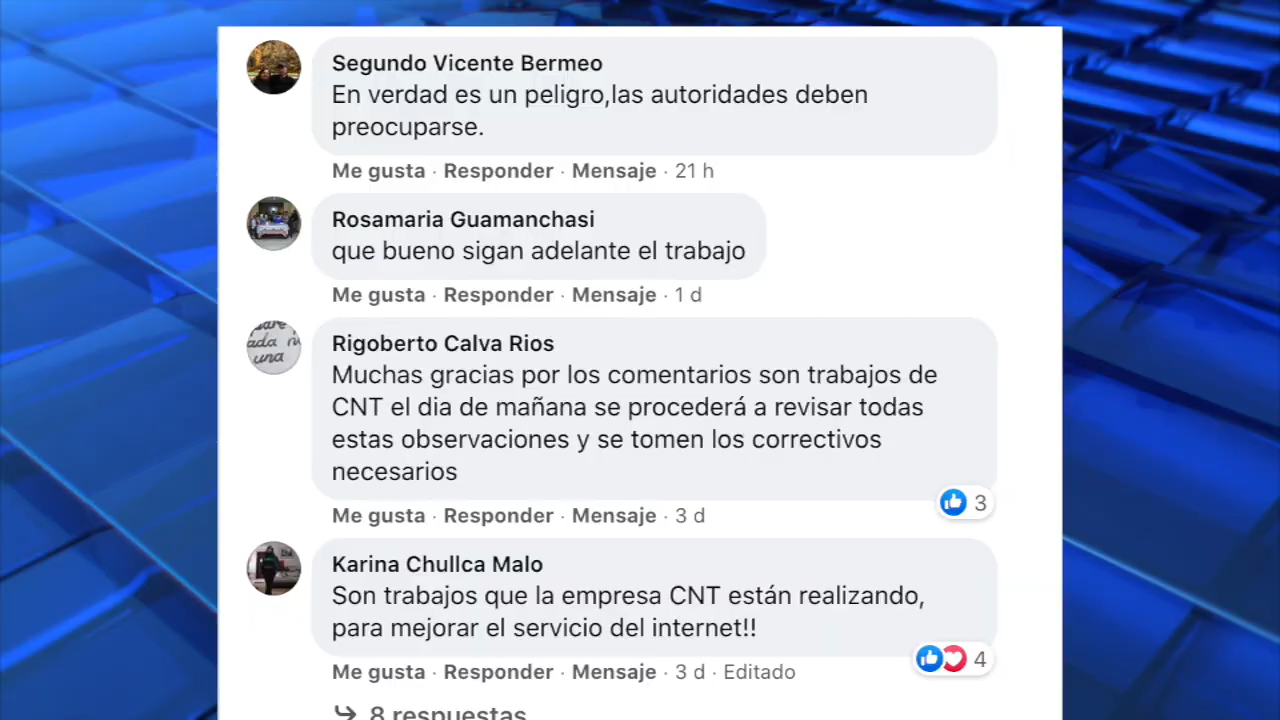 Segundo Vicente Bermeo
En verdad es un peligro,las autoridades deben
preocuparse.
Me gusta · Responder · Mensaje · 21 h
Rosamaria Guamanchasi
que bueno sigan adelante el trabajo
Me gusta · Responder · Mensaje · 1 d
ada
una
Rigoberto Calva Rios
Muchas gracias por los comentarios son trabajos de
CNT el dia de mañana se procederá a revisar todas
estas observaciones y se tomen los correctivos
necesarios
3
Me gusta · Responder · Mensaje · 3 d
Karina Chullca Malo
Son trabajos que la empresa CNT están realizando,
para mejorar el servicio del internet!!
4
Me gusta · Responder · Mensaje · 3 d · Editado
8 respuestas